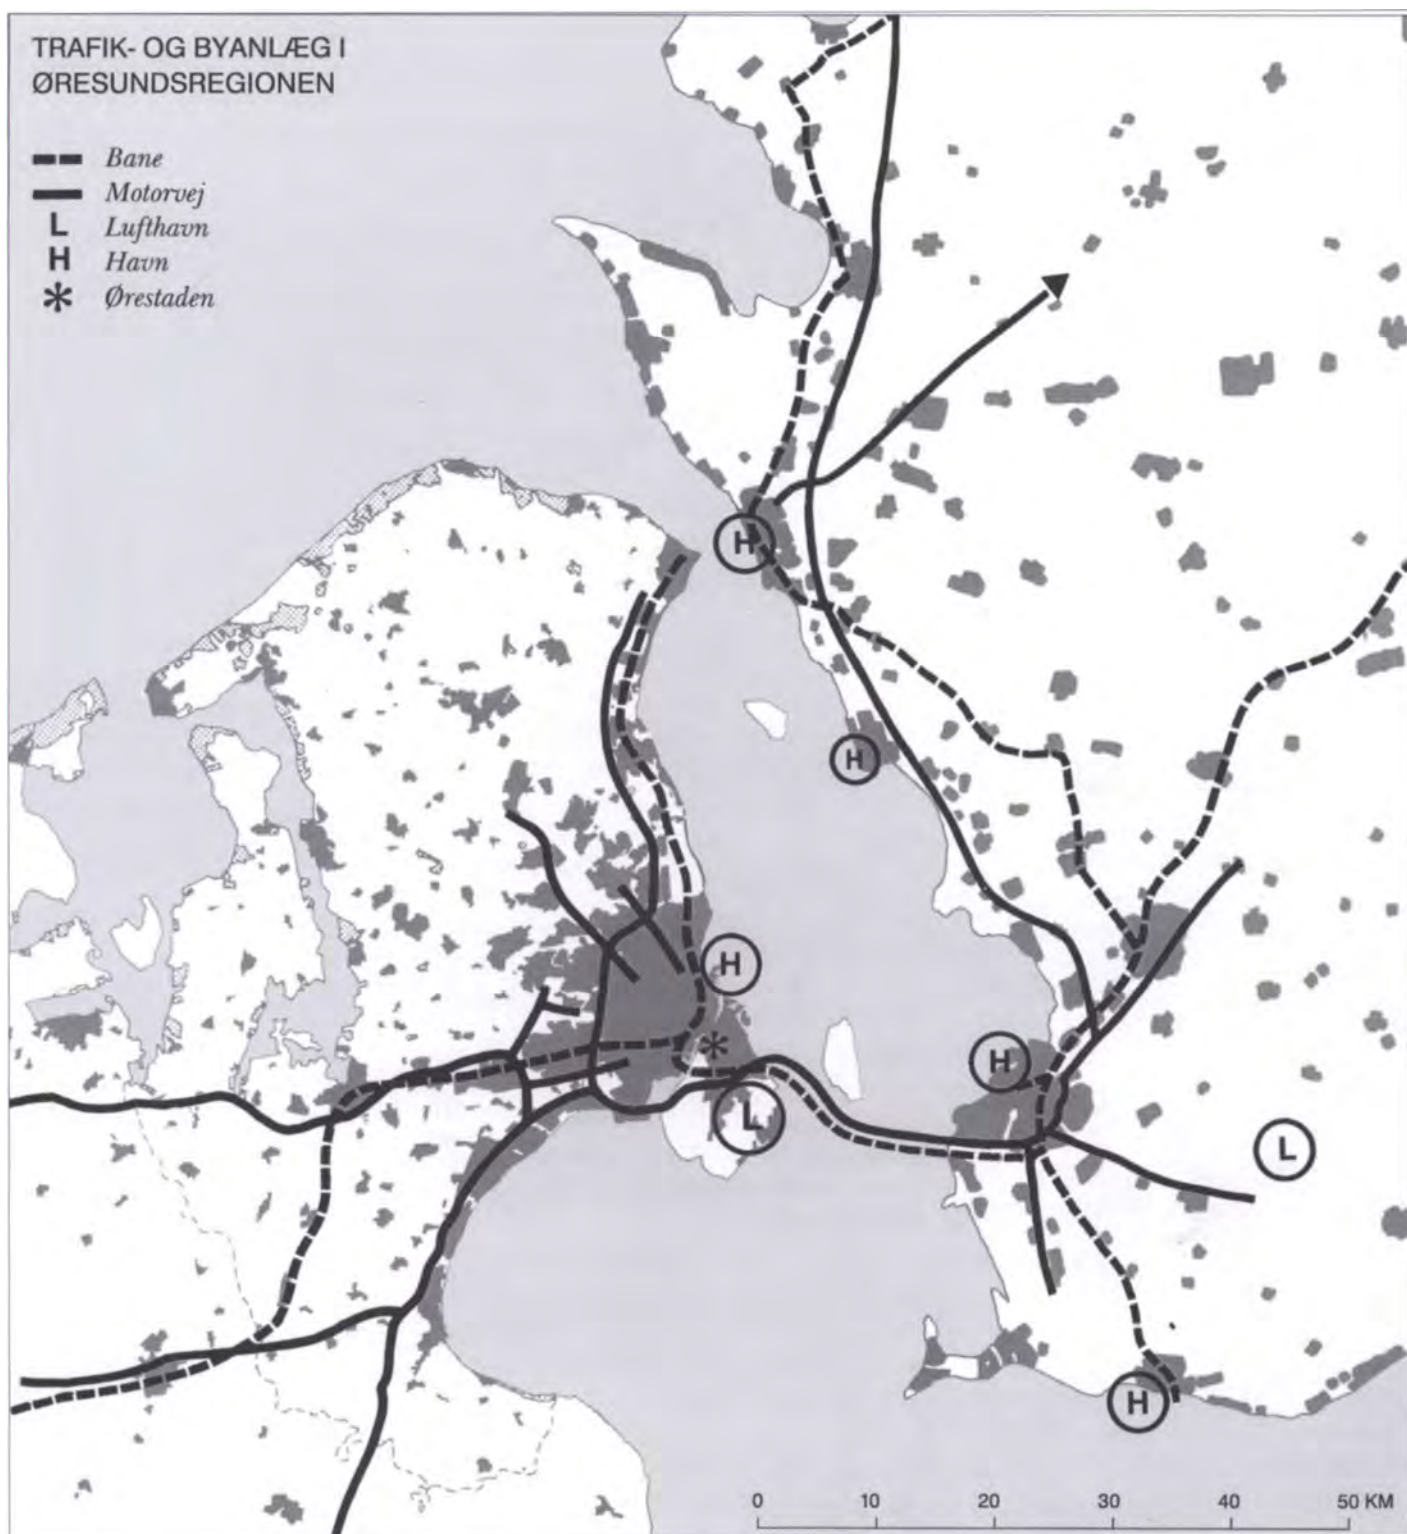 TRAFIK- OG BYANLÆG I
ØRESUNDSREGIONEN
Bane
Motorvej
L Lufthavn
H Havn
* Ørestaden
H
H
H
H
L
L
H
0 10 20 30 40 50 KM